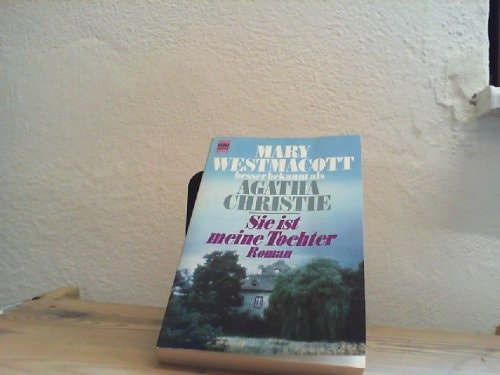 MARY
WESTMACOTT
besser bekannt als
AGATHA
CHRISTIE
Sie ist
meine Tochter
Roman